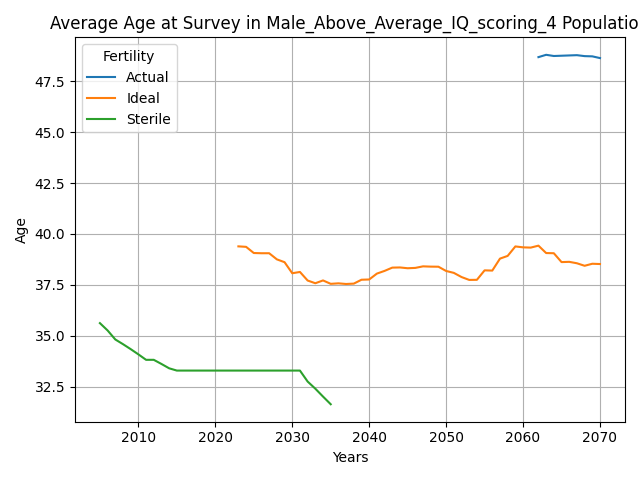 Average Age at Survey in Male_Above_Average_IQ_scoring_4 Populatio
Fertility
Actual
Ideal
Sterile
47.5
45.0
42.5
40.0
37.5
35.0
32.5
Age
2010 2020 2030 2040 2050 2060 2070
Years